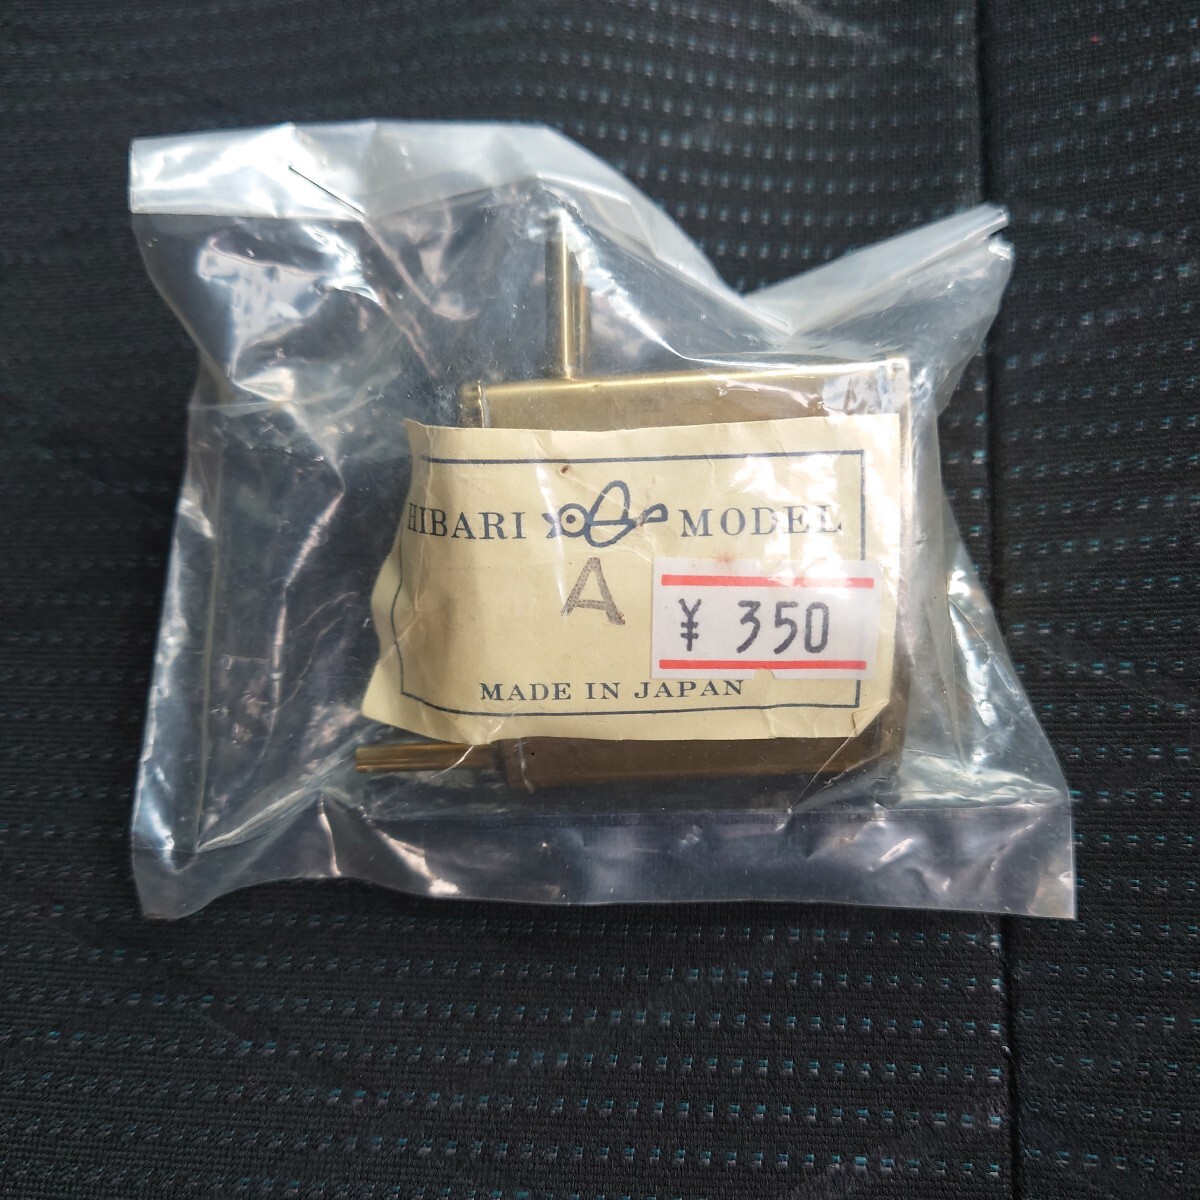 HIBARI MODEL
A
¥ 350
MADE IN JAPAN